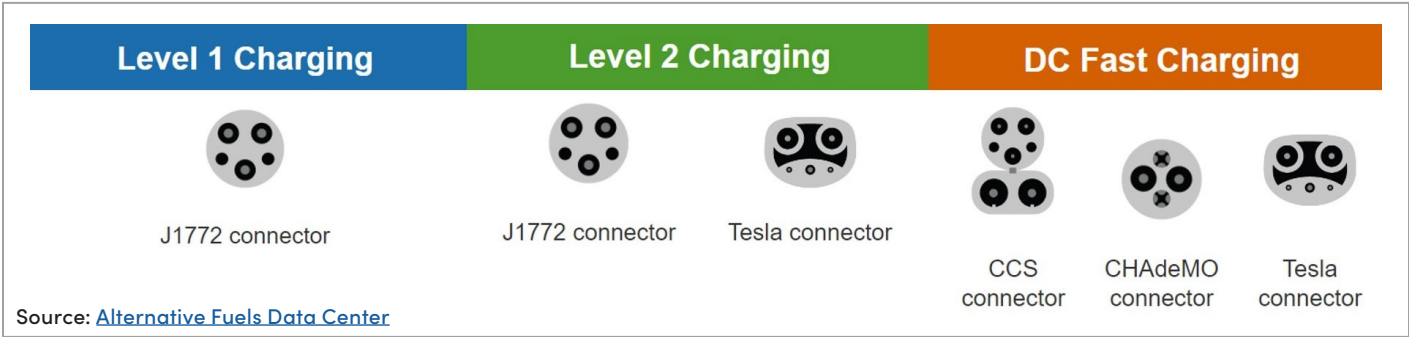 Level 1 Charging
Level 2 Charging
DC Fast Charging
J1772 connector
J1772 connector
Tesla connector
CCS
connector
CHAdeMO
connector
Tesla
connector
Source: Alternative Fuels Data Center